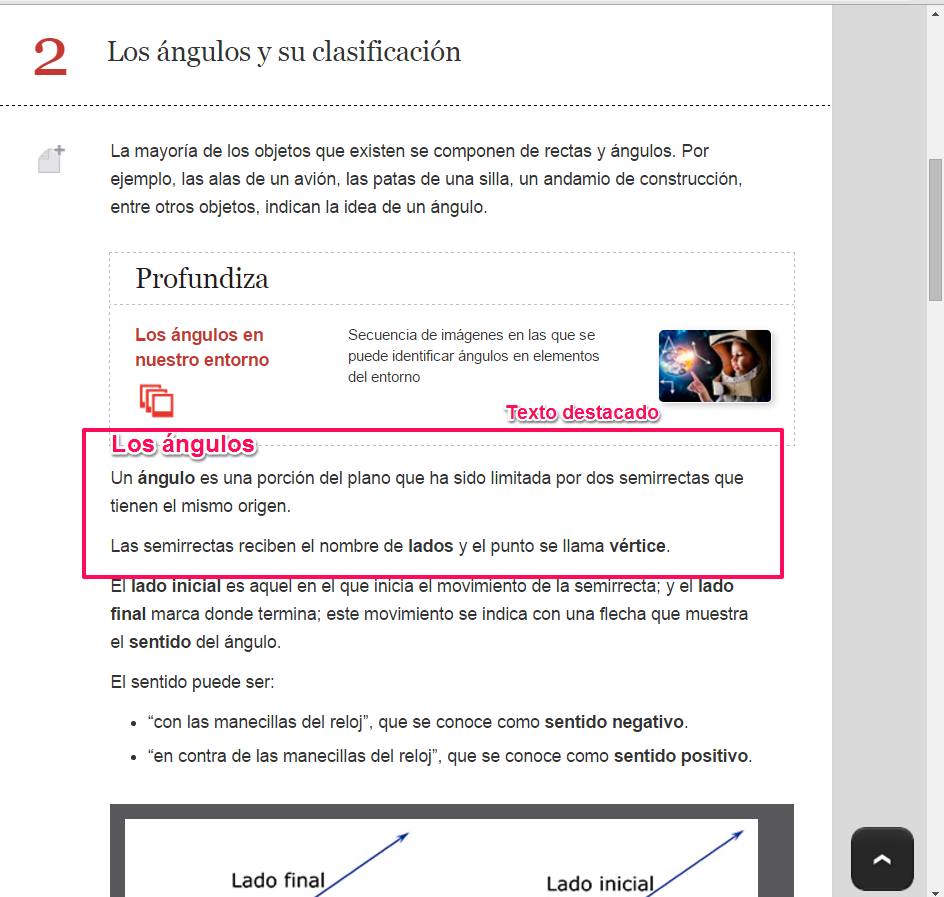 2 Los ángulos y su clasificación
La mayoría de los objetos que existen se componen de rectas y ángulos. Por
ejemplo, las alas de un avión, las patas de una silla, un andamio de construcción,
entre otros objetos, indican la idea de un ángulo.
Profundiza
Los ángulos en
nuestro entorno
Secuencia de imágenes en las que se
puede identificar ángulos en elementos
del entorno
Texto destacado
Los ángulos
Un ángulo es una porción del plano que ha sido limitada por dos semirrectas que
tienen el mismo origen.
Las semirrectas reciben el nombre de lados y el punto se llama vértice.
El lado inicial es aquel en el que inicia el movimiento de la semirrecta; y el lado
final marca donde termina; este movimiento se indica con una flecha que muestra
el sentido del ángulo.
El sentido puede ser:
• “con las manecillas del reloj”, que se conoce como sentido negativo.
• “en contra de las manecillas del reloj”, que se conoce como sentido positivo.
Lado final
Lado inicial